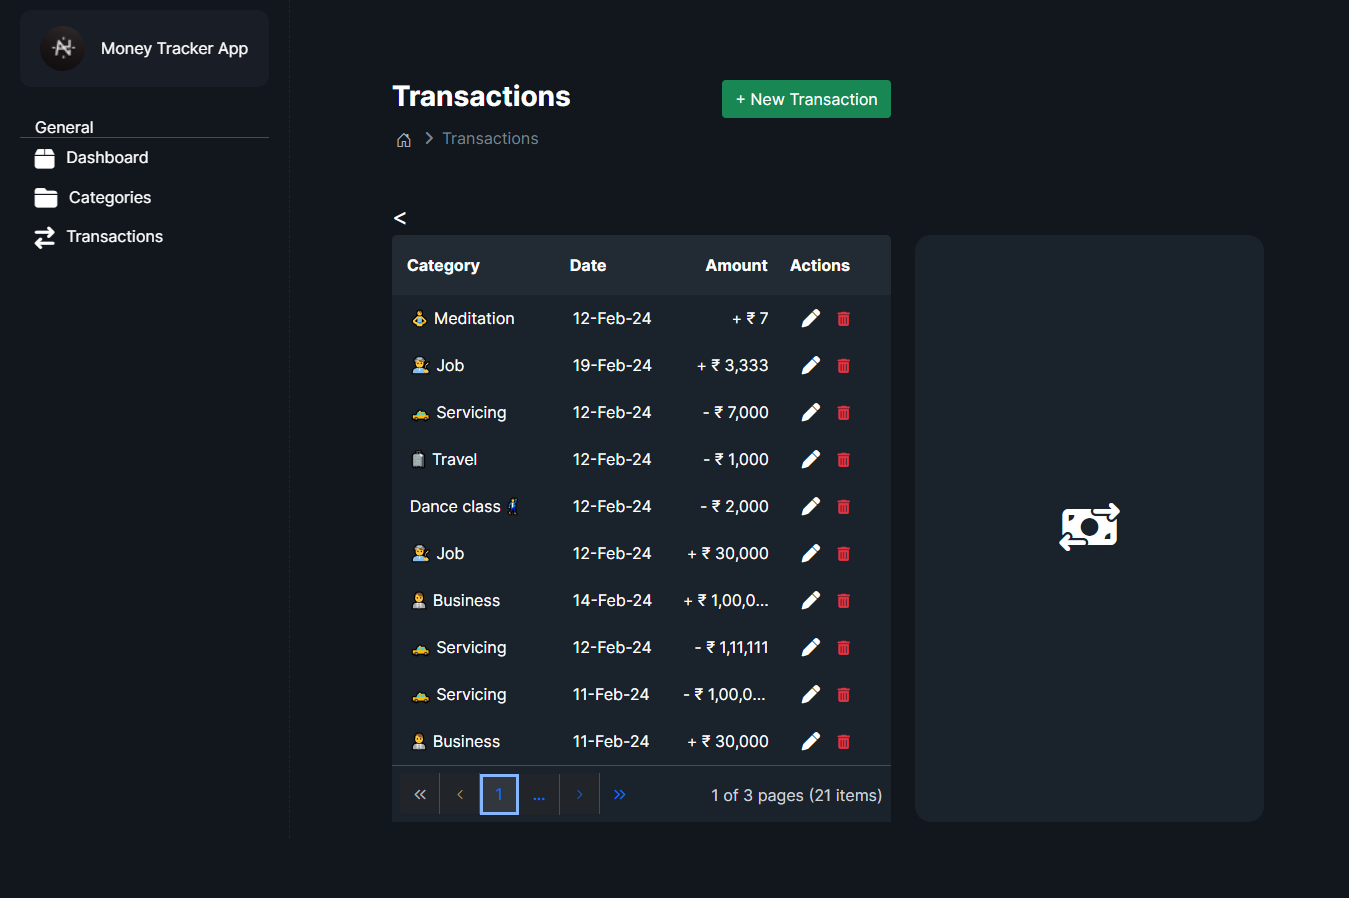 Money Tracker App
General
Dashboard
Categories
Transactions
Transactions
+ New Transaction
> Transactions
<
Category Date Amount Actions
Meditation 12-Feb-24 + ₹ 7
Job 19-Feb-24 + ₹ 3,333
Servicing 12-Feb-24 - ₹ 7,000
Travel 12-Feb-24 - ₹ 1,000
Dance class 12-Feb-24 - ₹ 2,000
Job 12-Feb-24 + ₹ 30,000
Business 14-Feb-24 + ₹ 1,00,0...
Servicing 12-Feb-24 - ₹ 1,11,111
Servicing 11-Feb-24 - ₹ 1,00,0...
Business 11-Feb-24 + ₹ 30,000
« ‹ 1 ... › » 1 of 3 pages (21 items)